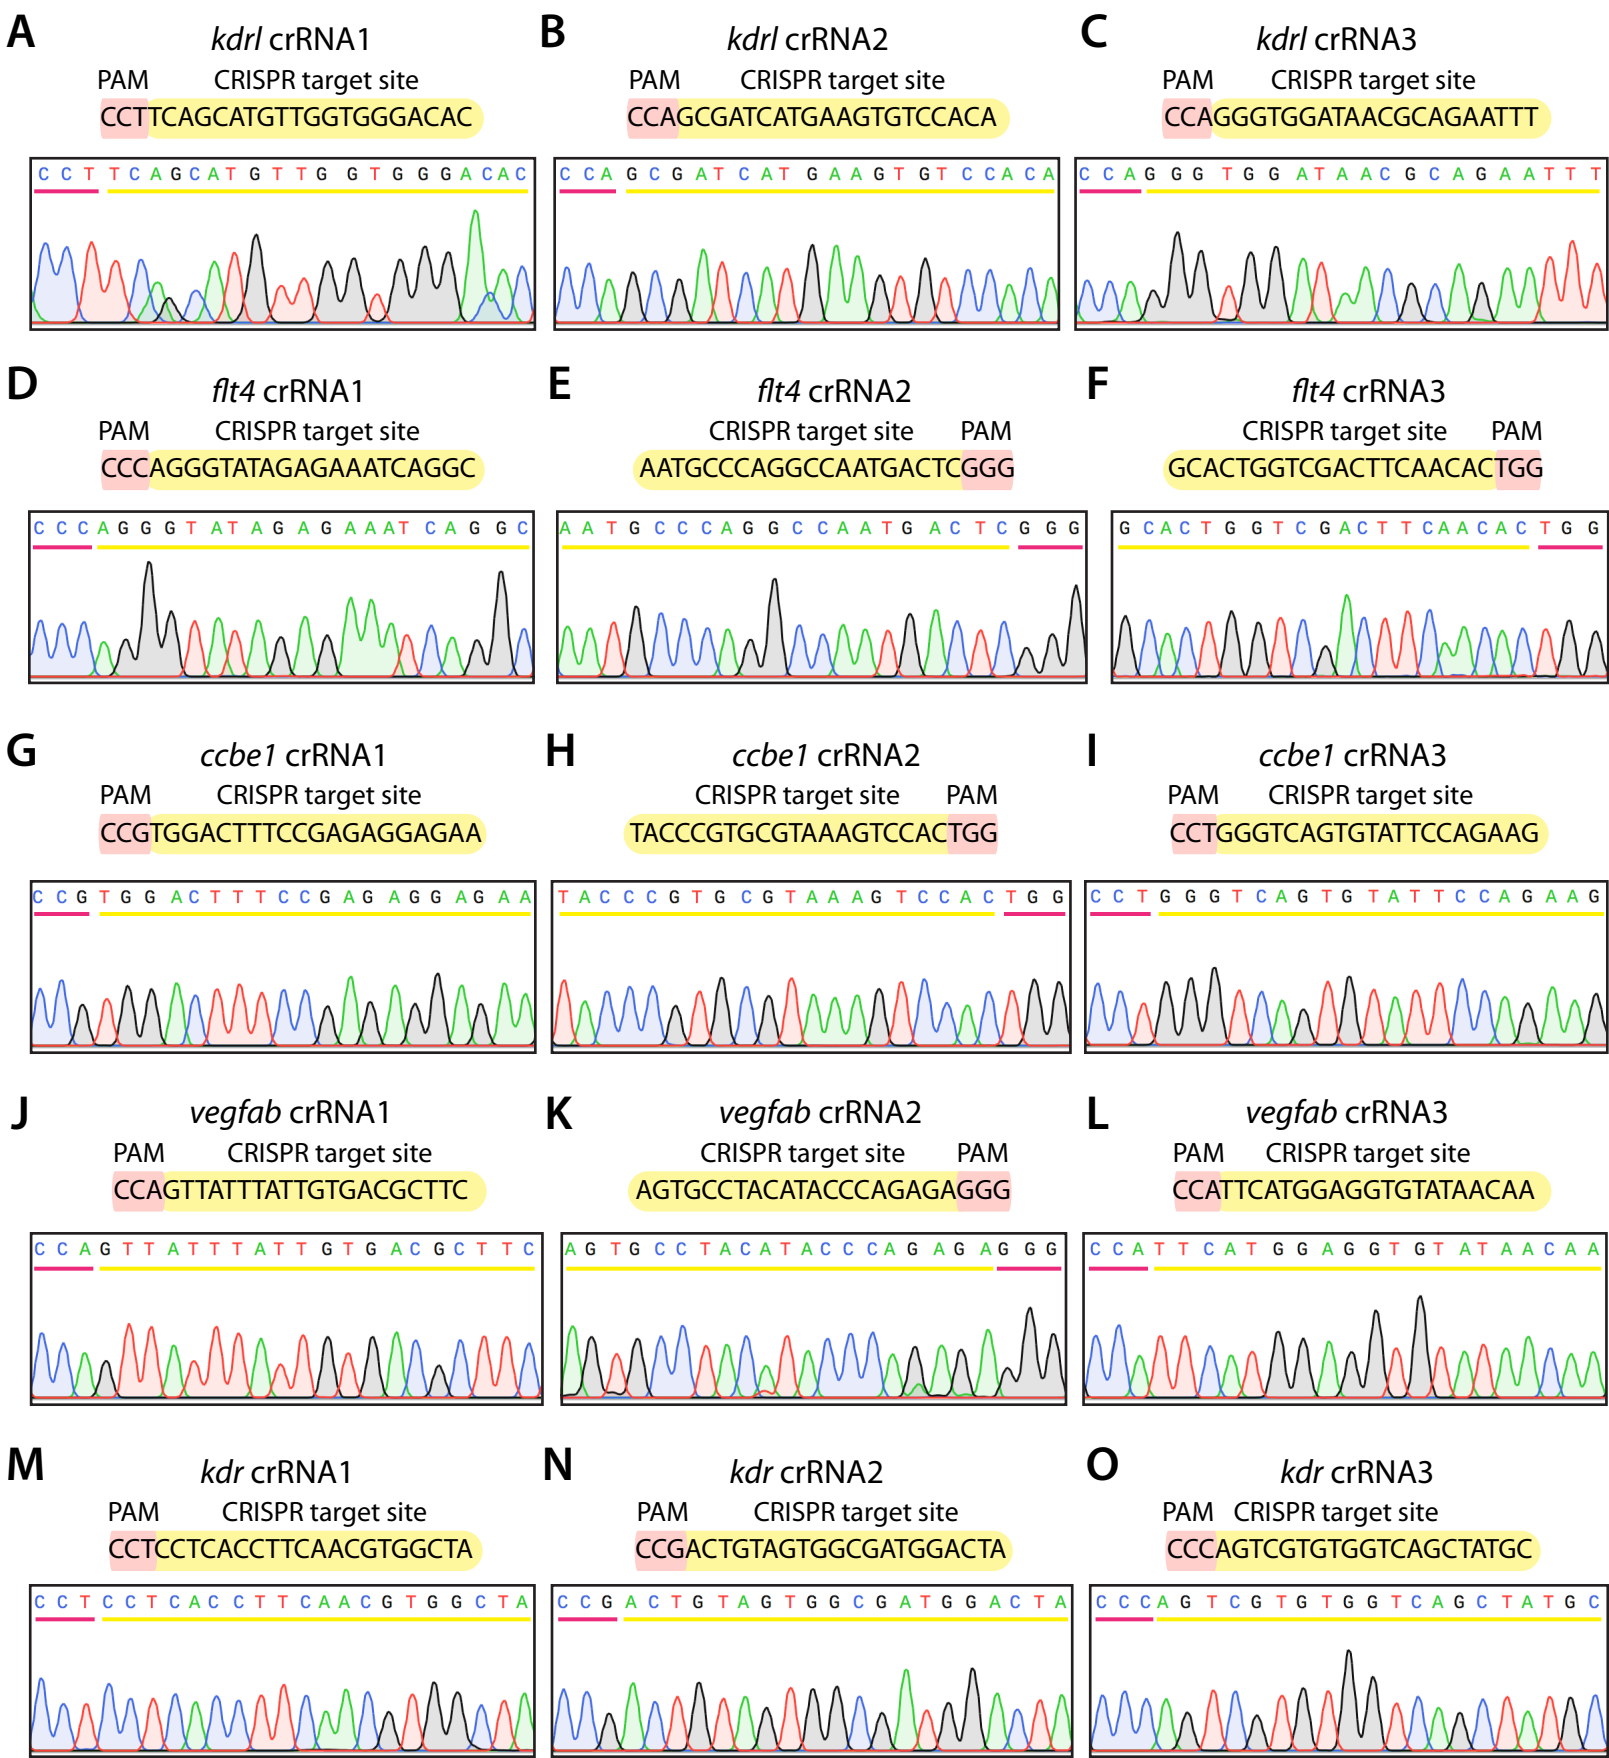 A
kdrl crRNA1
PAM CRISPR target site
CCTTCAGCATGTTGGTGGGACAC
C C T T C A G C A T G T T G G T G G G A C A C
B
kdrl crRNA2
PAM CRISPR target site
CCAGCGATCATGAAGTGTCCACA
C C A G C G A T C A T G A A G T G T C C A C A
C
kdrl crRNA3
PAM CRISPR target site
CCAGGGTGGATAACGCAGAATTT
C C A G G G T G G A T A A C G C A G A A T T T
D
flt4 crRNA1
PAM CRISPR target site
CCCAGGGTATAGAGAAATCAGGC
C C C A G G G T A T A G A G A A A T C A G G C
E
flt4 crRNA2
CRISPR target site PAM
AATGCCCAGGCCAATGACTCGGG
A A T G C C C A G G C C A A T G A C T C G G G
F
flt4 crRNA3
CRISPR target site PAM
GCACTGGTCGACTTCAACACTGG
G C A C T G G T C G A C T T C A A C A C T G G
G
ccbe1 crRNA1
PAM CRISPR target site
CCGTGGACTTTCCGAGAGGAGAA
C C G T G G A C T T T C C G A G A G G A G A A
H
ccbe1 crRNA2
CRISPR target site PAM
TACCCGTGCGTAAAGTCCACTGG
T A C C C G T G C G T A A A G T C C A C T G G
I
ccbe1 crRNA3
PAM CRISPR target site
CCTGGGTCAGTGTATTCCAGAAG
C C T G G G T C A G T G T A T T C C A G A A G
J
vegfab crRNA1
PAM CRISPR target site
CCAGTTATTTATTGTGACGCTTC
C C A G T T A T T T A T T G T G A C G C T T C
K
vegfab crRNA2
CRISPR target site PAM
AGTGCCTACATACCCAGAGAGGG
A G T G C C T A C A T A C C C A G A G A G G G
L
vegfab crRNA3
PAM CRISPR target site
CCATTCATGGAGGTGTATAACAA
C C A T T C A T G G A G G T G T A T A A C A A
M
kdr crRNA1
PAM CRISPR target site
CCTCCTCACCTTCAACGTGGCTA
C C T C C T C A C C T T C A A C G T G G C T A
N
kdr crRNA2
PAM CRISPR target site
CCGACTGTAGTGGCGATGGACTA
C C G A C T G T A G T G G C G A T G G A C T A
O
kdr crRNA3
PAM CRISPR target site
CCCAGTCGTGTGGTCAGCTATGC
C C C A G T C G T G T G G T C A G C T A T G C